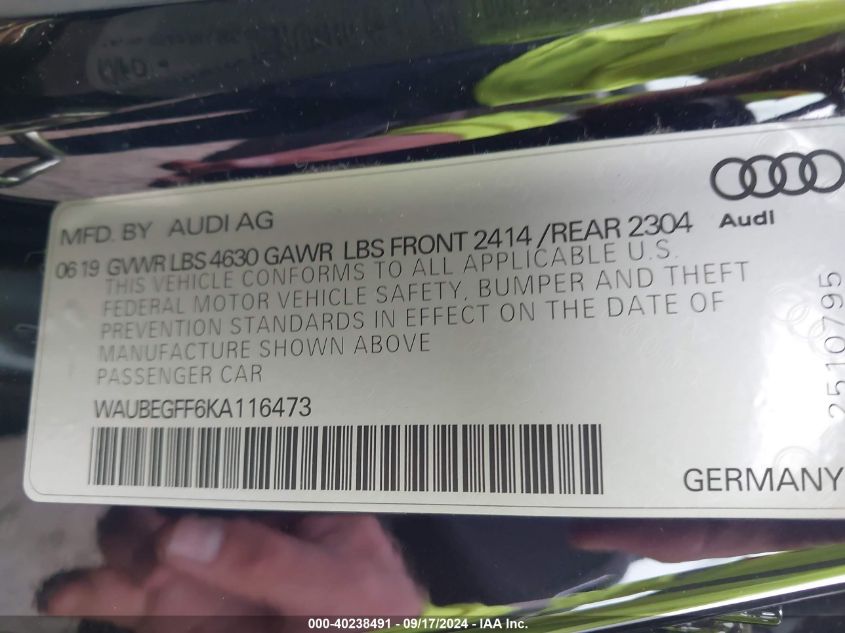 MFD. BY AUDI AG
Audi
0619 GVWR LBS 4630 GAWR LBS FRONT 2414 / REAR 2304
THIS VEHICLE CONFORMS TO ALL APPLICABLE U.S.
FEDERAL MOTOR VEHICLE SAFETY, BUMPER AND THEFT
PREVENTION STANDARDS IN EFFECT ON THE DATE OF
MANUFACTURE SHOWN ABOVE
PASSENGER CAR
WAUBEGFF6KA116473
2510795
GERMANY
000-40238491 - 09/17/2024 - IAA Inc.